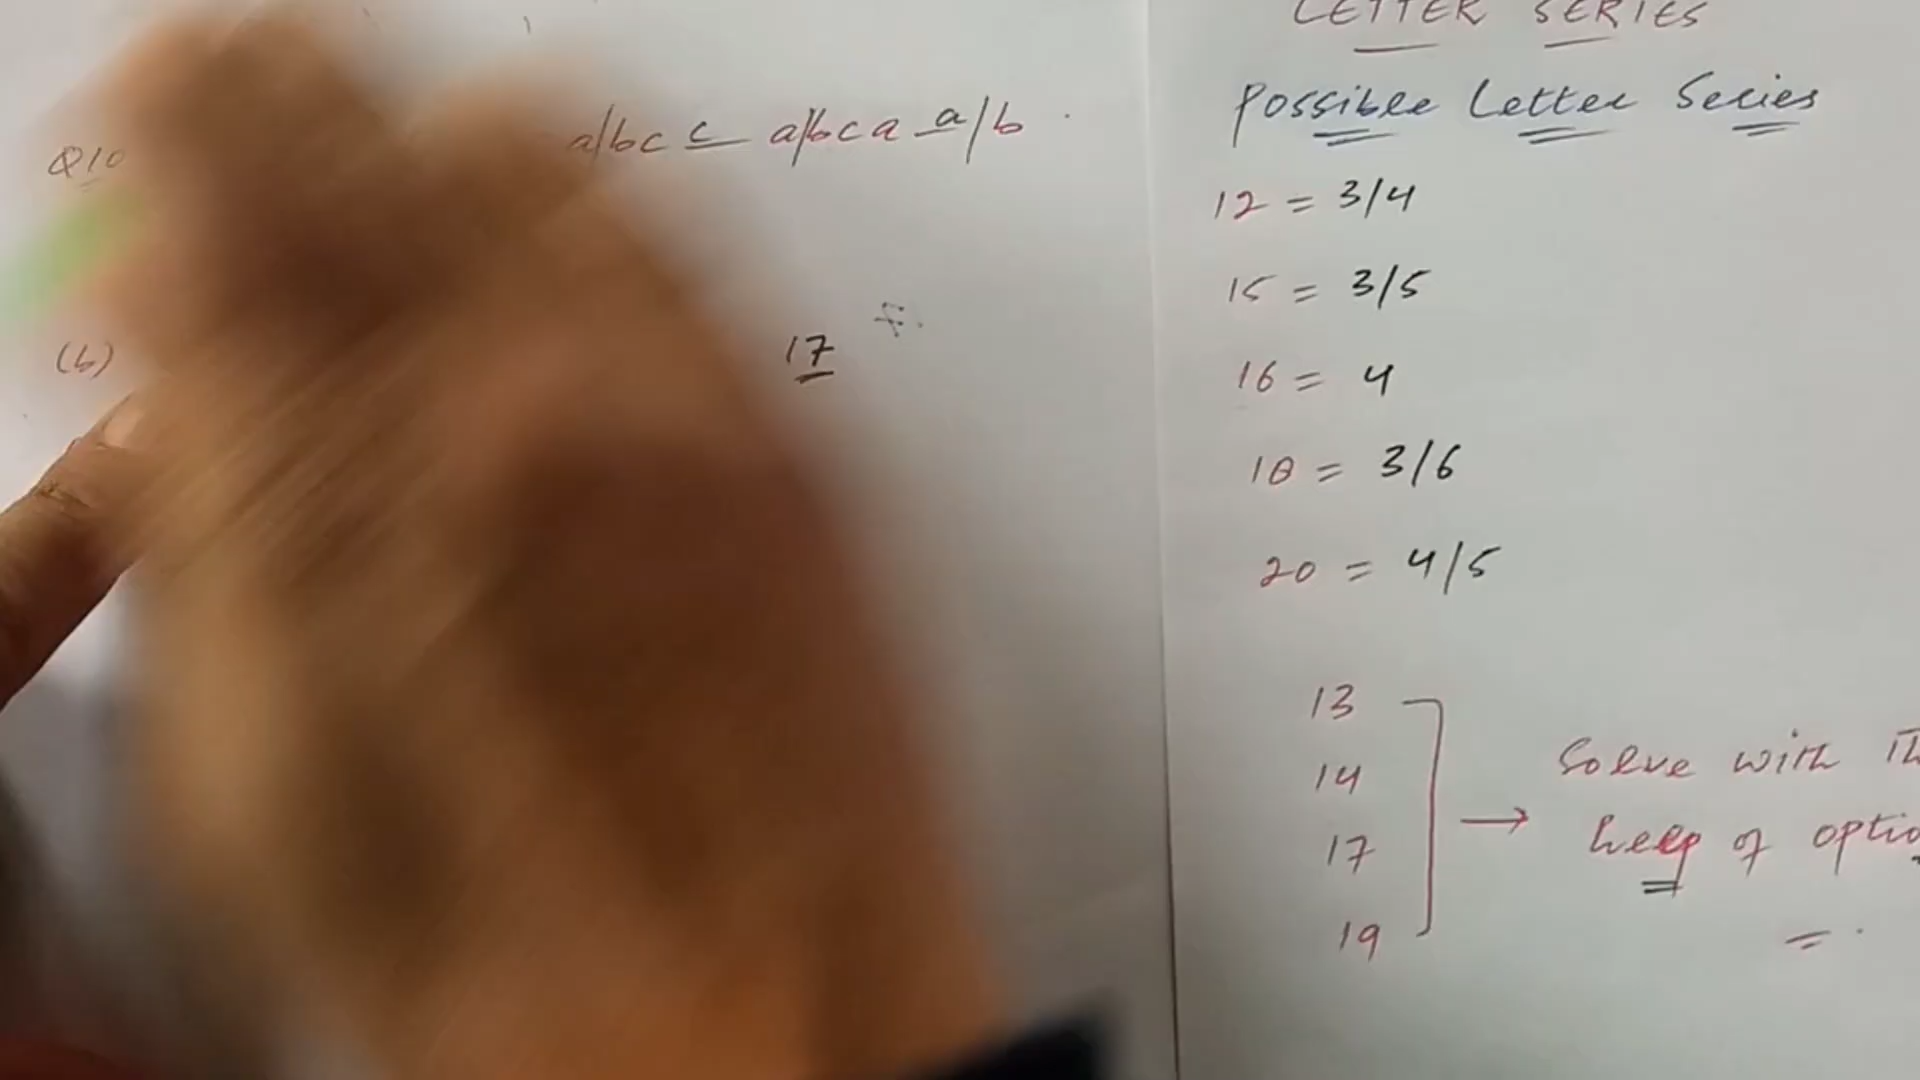 Q10
a/bc c a/bca a/b
(b)
17
LETTER SERIES
Possible Letter Series
12 = 3/4
15 = 3/5
16 = 4
18 = 3/6
20 = 4/5
13
14
17
19
Solve with
help of